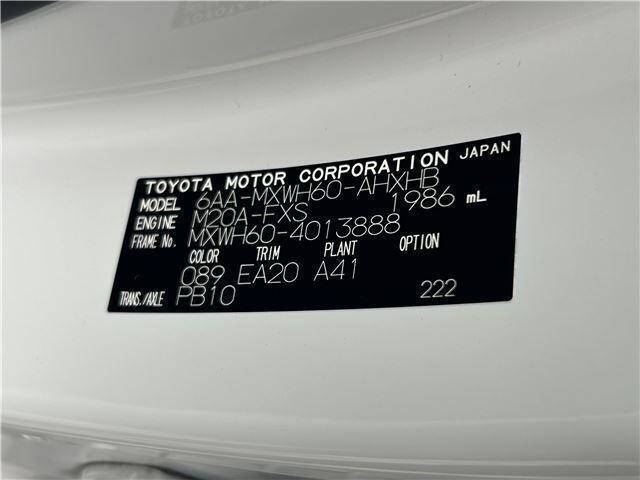 TOYOTA MOTOR CORPORATION JAPAN
MODEL 6AA-MXWH60-AHXHB
ENGINE M20A-FXS 1986 mL
FRAME No. MXWH60-4013888
COLOR TRIM PLANT OPTION
089 EA20 A41
TRANS./AXLE PB10 222